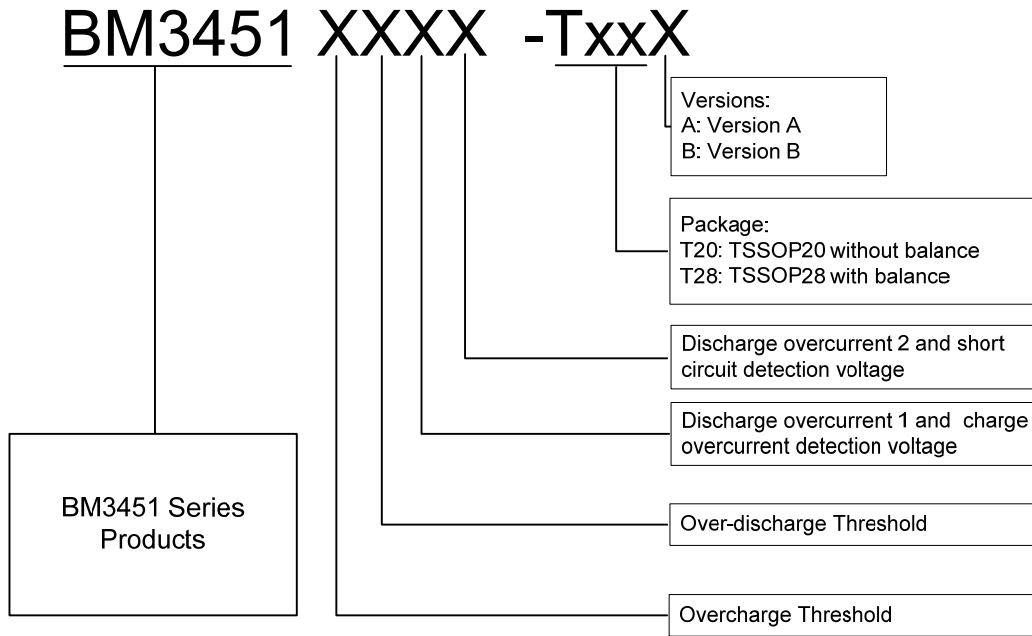 BM3451 XXXX -TxxX
Versions:
A: Version A
B: Version B
Package:
T20: TSSOP20 without balance
T28: TSSOP28 with balance
Discharge overcurrent 2 and short
circuit detection voltage
Discharge overcurrent 1 and charge
overcurrent detection voltage
BM3451 Series
Products
Over-discharge Threshold
Overcharge Threshold